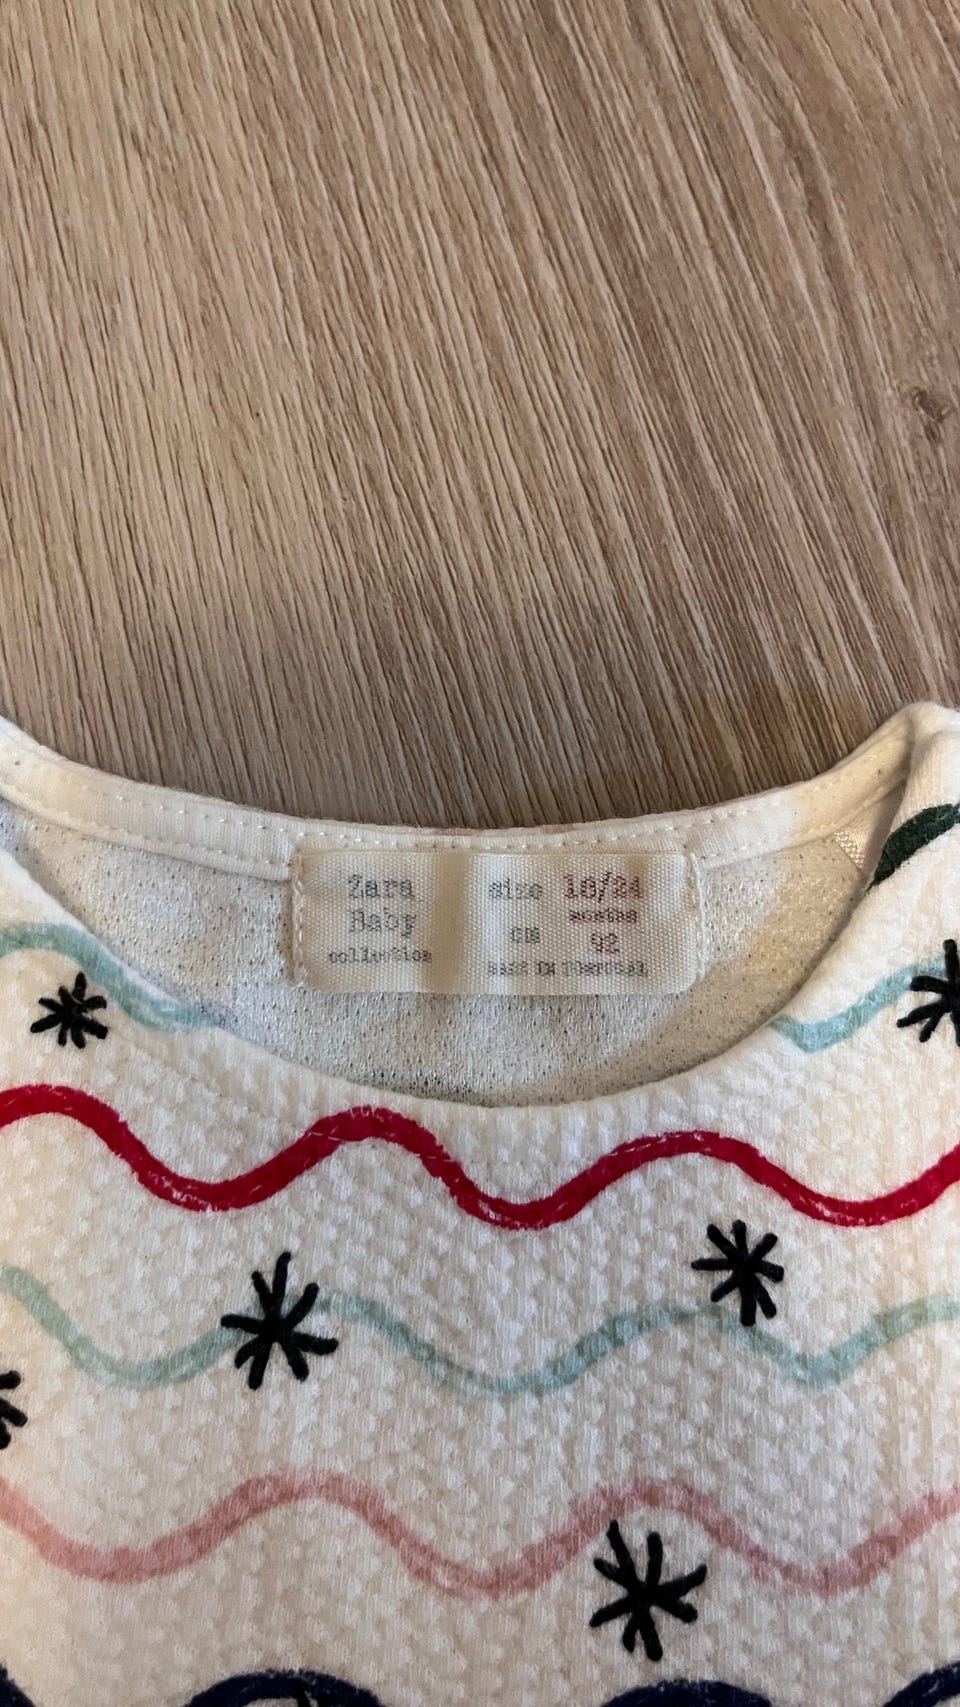 Zara
Baby
collection
size 18/24
months
cm 92
MADE IN PORTUGAL